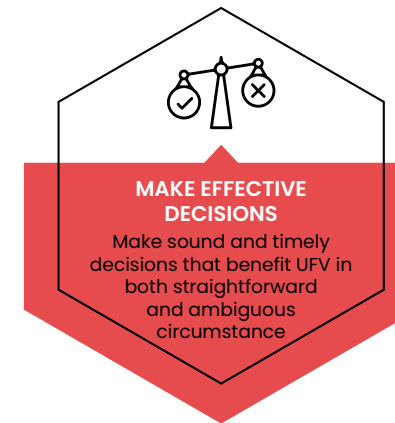 MAKE EFFECTIVE
DECISIONS
Make sound and timely
decisions that benefit UFV in
both straightforward
and ambiguous
circumstance